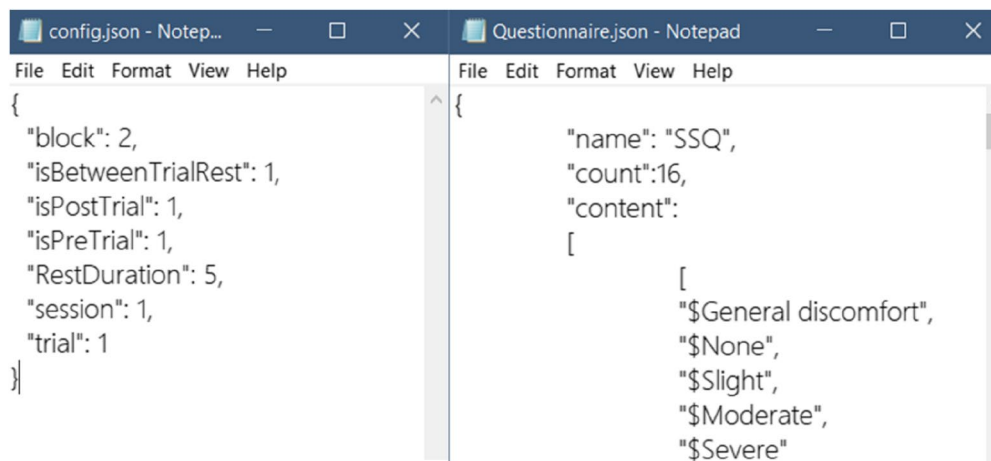 config.json - Notep...
File Edit Format View Help
{
"block": 2,
"isBetweenTrialRest": 1,
"isPostTrial": 1,
"isPreTrial": 1,
"RestDuration": 5,
"session": 1,
"trial": 1
}
Questionnaire.json - Notepad
File Edit Format View Help
{
"name": "SSQ",
"count":16,
"content":
[
[
"$General discomfort",
"$None",
"$Slight",
"$Moderate",
"$Severe"